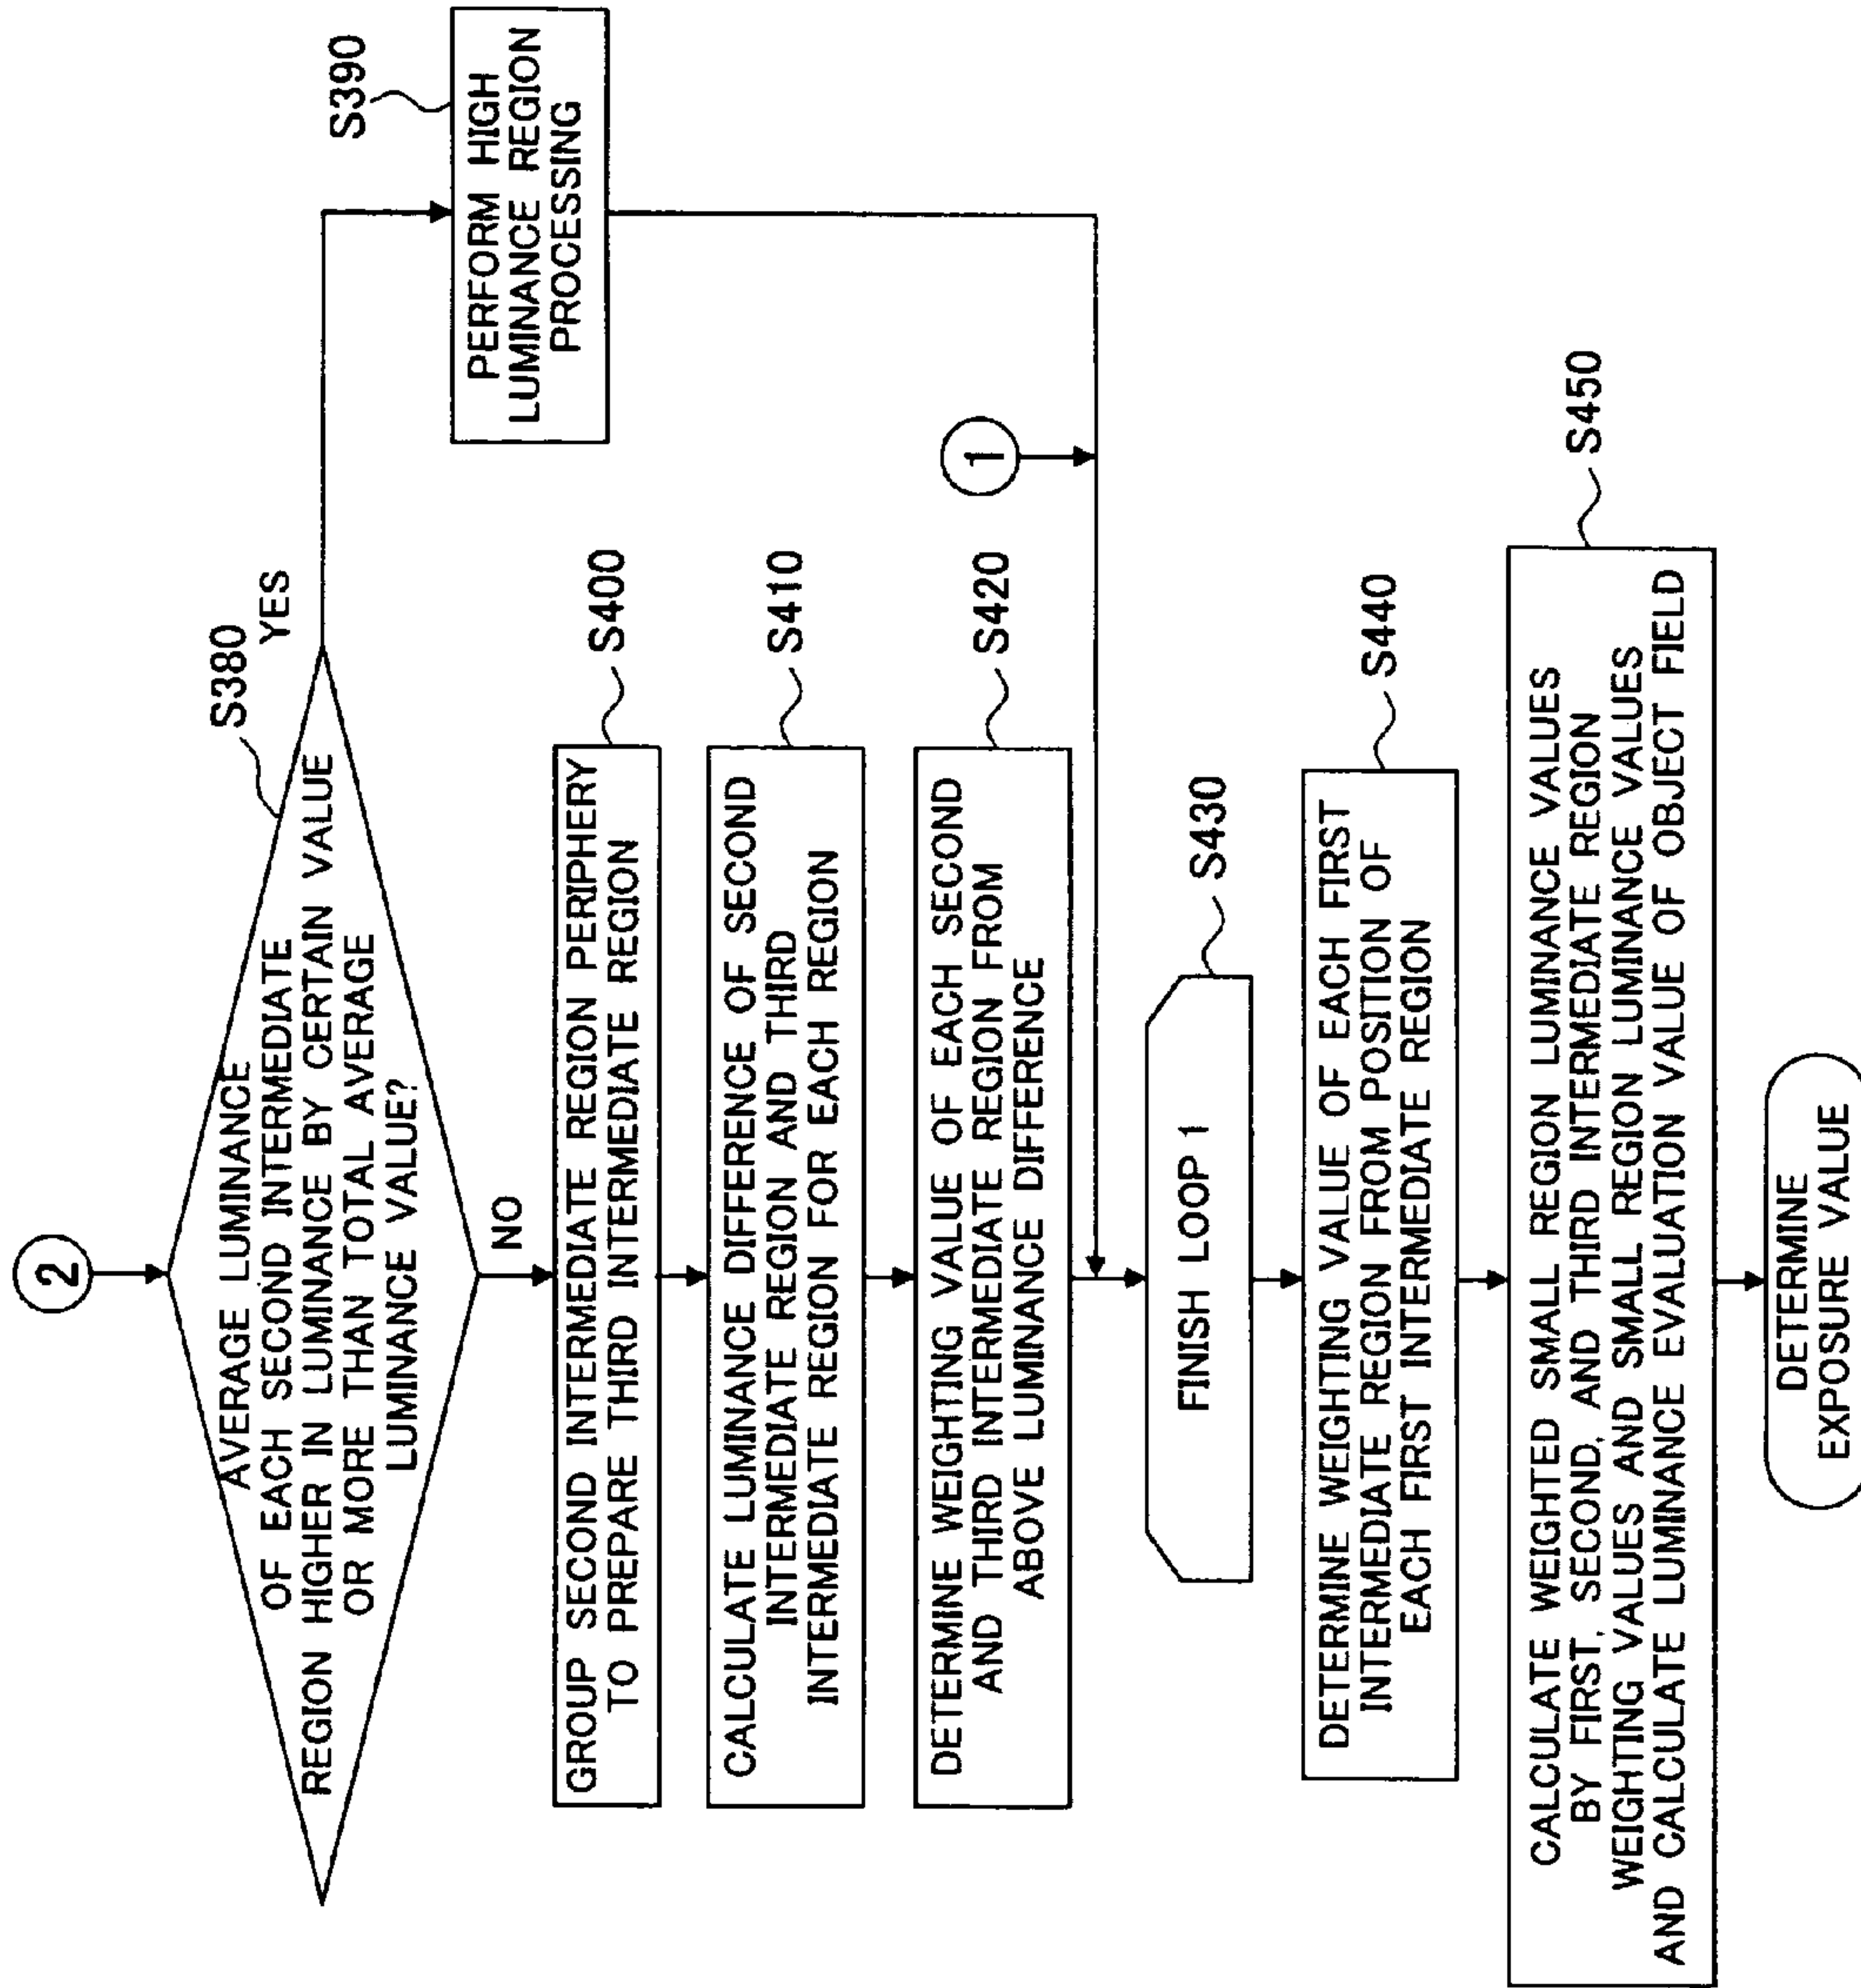 2
S380
AVERAGE LUMINANCE
OF EACH SECOND INTERMEDIATE
REGION HIGHER IN LUMINANCE BY CERTAIN VALUE
OR MORE THAN TOTAL AVERAGE
LUMINANCE VALUE?
YES
NO
S390
PERFORM HIGH
LUMINANCE REGION
PROCESSING
S400
GROUP SECOND INTERMEDIATE REGION PERIPHERY
TO PREPARE THIRD INTERMEDIATE REGION
S410
CALCULATE LUMINANCE DIFFERENCE OF SECOND
INTERMEDIATE REGION AND THIRD
INTERMEDIATE REGION FOR EACH REGION
S420
DETERMINE WEIGHTING VALUE OF EACH SECOND
AND THIRD INTERMEDIATE REGION FROM
ABOVE LUMINANCE DIFFERENCE
1
S430
FINISH LOOP 1
S440
DETERMINE WEIGHTING VALUE OF EACH FIRST
INTERMEDIATE REGION FROM POSITION OF
EACH FIRST INTERMEDIATE REGION
S450
CALCULATE WEIGHTED SMALL REGION LUMINANCE VALUES
BY FIRST, SECOND, AND THIRD INTERMEDIATE REGION
WEIGHTING VALUES AND SMALL REGION LUMINANCE VALUES
AND CALCULATE LUMINANCE EVALUATION VALUE OF OBJECT FIELD
DETERMINE
EXPOSURE VALUE